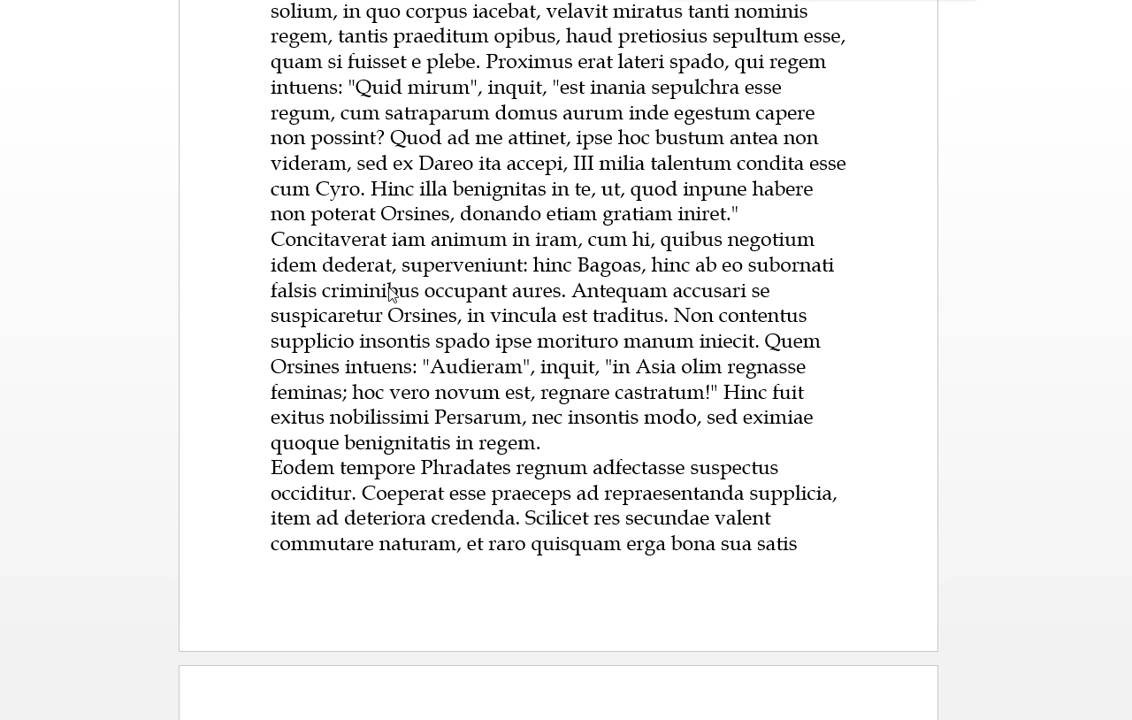 solium, in quo corpus iacebat, velavit miratus tanti nominis
regem, tantis praeditum opibus, haud pretiosius sepultum esse,
quam si fuisset e plebe. Proximus erat lateri spado, qui regem
intuens: "Quid mirum", inquit, "est inania sepulchra esse
regum, cum satraparum domus aurum inde egestum capere
non possint? Quod ad me attinet, ipse hoc bustum antea non
videram, sed ex Dareo ita accepi, III milia talentum condita esse
cum Cyro. Hinc illa benignitas in te, ut, quod inpune habere
non poterat Orsines, donando etiam gratiam iniret."
Concitaverat iam animum in iram, cum hi, quibus negotium
idem dederat, superveniunt: hinc Bagoas, hinc ab eo subornati
falsis criminibus occupant aures. Antequam accusari se
suspicaretur Orsines, in vincula est traditus. Non contentus
supplicio insontis spado ipse morituro manum iniecit. Quem
Orsines intuens: "Audieram", inquit, "in Asia olim regnasse
feminas; hoc vero novum est, regnare castratum!" Hinc fuit
exitus nobilissimi Persarum, nec insontis modo, sed eximiae
quoque benignitatis in regem.
Eodem tempore Phradates regnum adfectasse suspectus
occiditur. Coeperat esse praeceps ad repraesentanda supplicia,
item ad deteriora credenda. Scilicet res secundae valent
commutare naturam, et raro quisquam erga bona sua satis